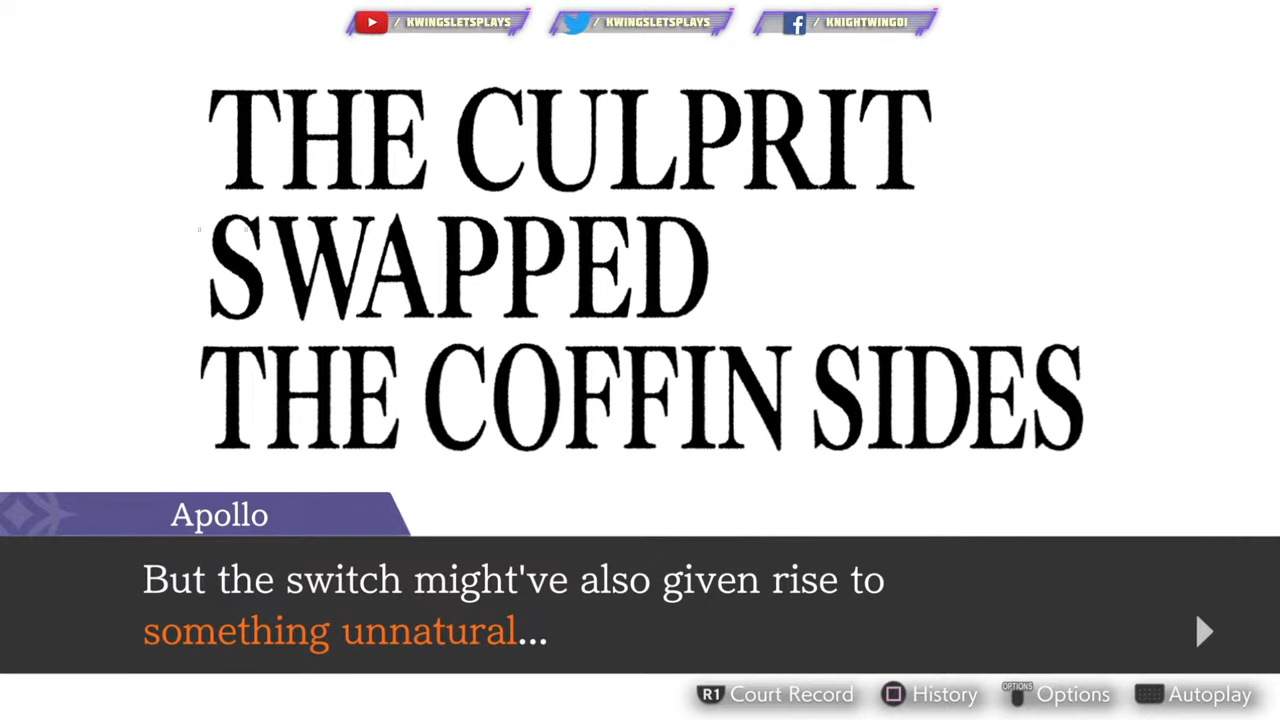 / KWINGSLETSPLAYS / KWINGSLETSPLAYS / KNIGHTWING01
THE CULPRIT
SWAPPED
THE COFFIN SIDES
Apollo
But the switch might've also given rise to
something unnatural...
R1 Court Record History OPTIONS Options Autoplay